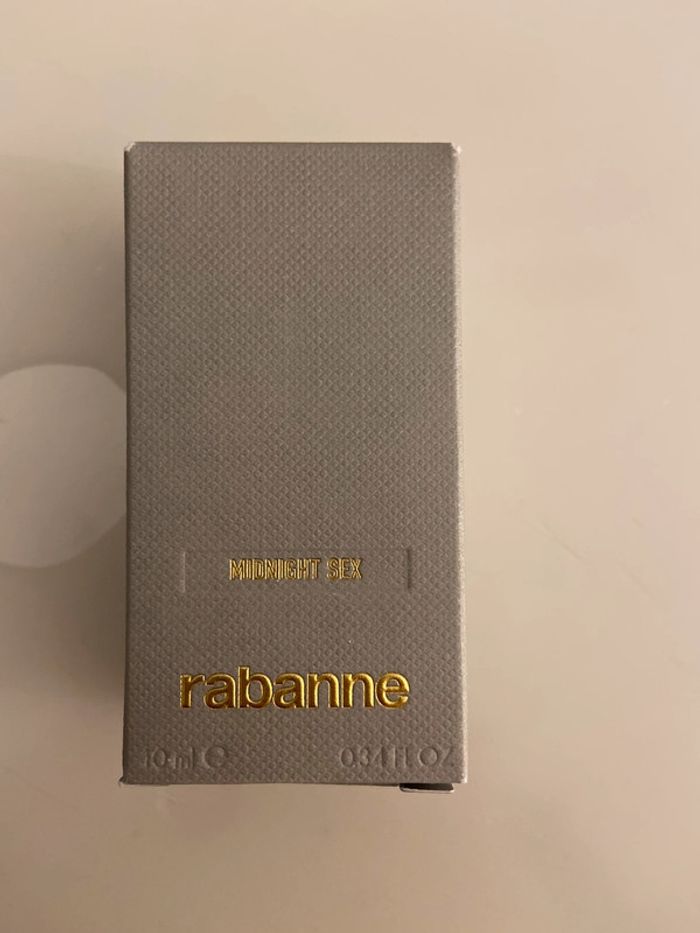 MIDNIGHT SEX
rabanne
10 ml ℮ 0.34 fl OZ